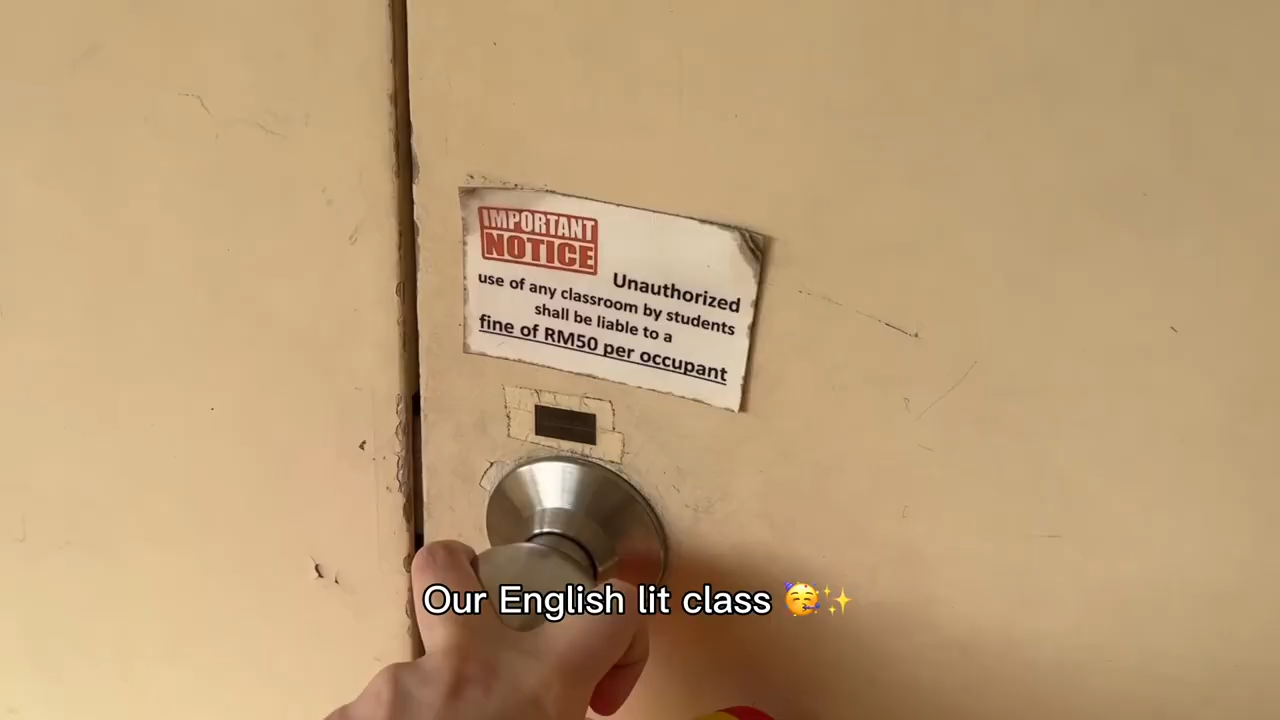 IMPORTANT
NOTICE
Unauthorized
use of any classroom by students
shall be liable to a
fine of RM50 per occupant
Our English lit class 🥳✨